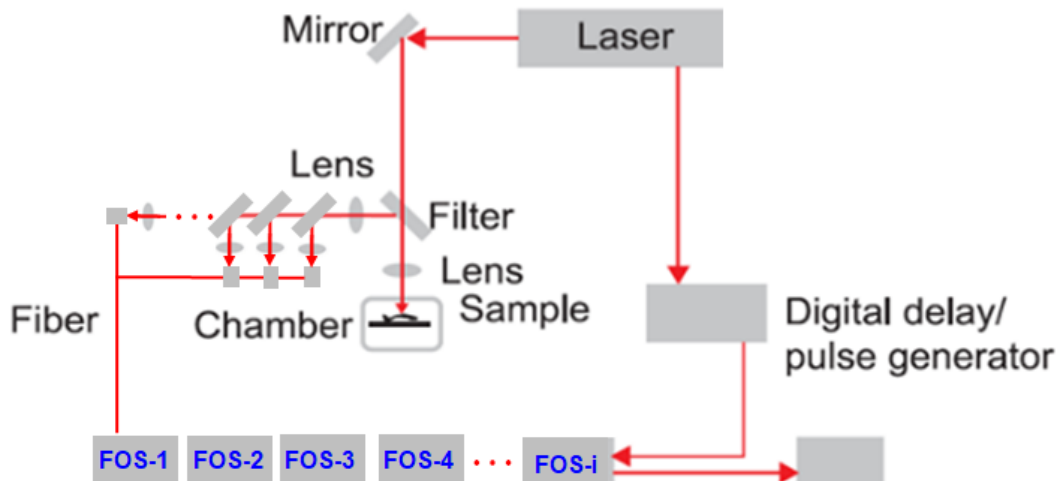 Mirror
Laser
Lens
Filter
Lens
Sample
Chamber
Fiber
Digital delay/
pulse generator
FOS-1 FOS-2 FOS-3 FOS-4 ... FOS-i